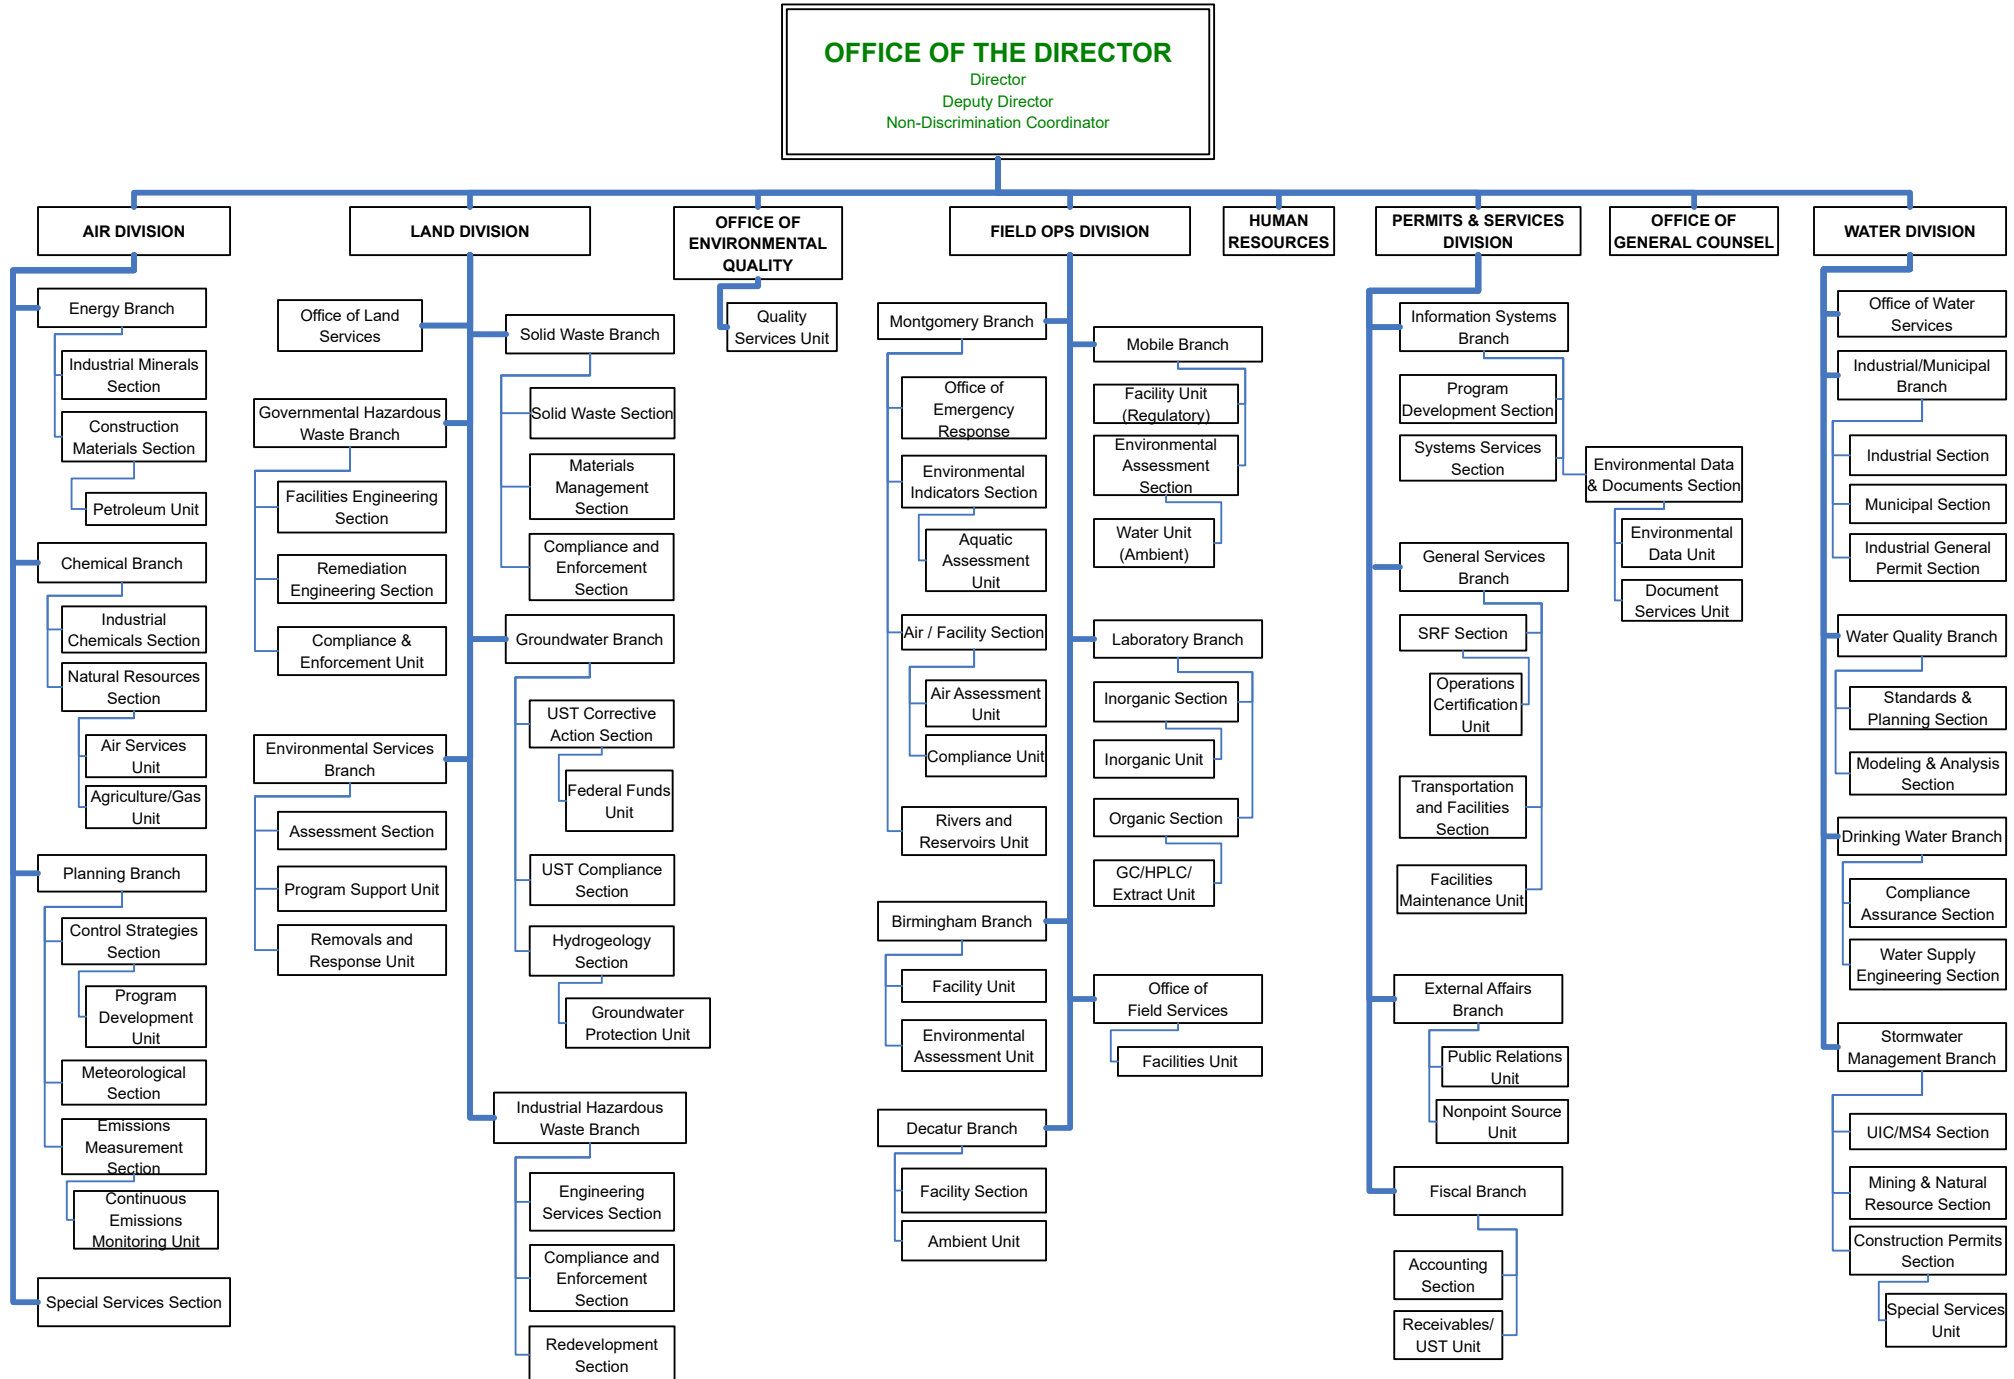 OFFICE OF THE DIRECTOR
Director
Deputy Director
Non-Discrimination Coordinator
AIR DIVISION
Energy Branch
Industrial Minerals
Section
Construction
Materials Section
Petroleum Unit
Chemical Branch
Industrial
Chemicals Section
Natural Resources
Section
Air Services
Unit
Agriculture/Gas
Unit
Planning Branch
Control Strategies
Section
Program
Development
Unit
Meteorological
Section
Emissions
Measurement
Section
Continuous
Emissions
Monitoring Unit
Special Services Section
LAND DIVISION
Office of Land
Services
Governmental Hazardous
Waste Branch
Facilities Engineering
Section
Remediation
Engineering Section
Compliance &
Enforcement Unit
Environmental Services
Branch
Assessment Section
Program Support Unit
Removals and
Response Unit
Solid Waste Branch
Solid Waste Section
Materials
Management
Section
Compliance and
Enforcement
Section
Groundwater Branch
UST Corrective
Action Section
Federal Funds
Unit
UST Compliance
Section
Hydrogeology
Section
Groundwater
Protection Unit
Industrial Hazardous
Waste Branch
Engineering
Services Section
Compliance and
Enforcement
Section
Redevelopment
Section
OFFICE OF
ENVIRONMENTAL
QUALITY
Quality
Services Unit
FIELD OPS DIVISION
Montgomery Branch
Office of
Emergency
Response
Environmental
Indicators Section
Aquatic
Assessment
Unit
Air / Facility Section
Air Assessment
Unit
Compliance Unit
Rivers and
Reservoirs Unit
Birmingham Branch
Facility Unit
Environmental
Assessment Unit
Decatur Branch
Facility Section
Ambient Unit
Mobile Branch
Facility Unit
(Regulatory)
Environmental
Assessment
Section
Water Unit
(Ambient)
Laboratory Branch
Inorganic Section
Inorganic Unit
Organic Section
GC/HPLC/
Extract Unit
Office of
Field Services
Facilities Unit
HUMAN
RESOURCES
PERMITS & SERVICES
DIVISION
Information Systems
Branch
Program
Development Section
Systems Services
Section
Environmental Data
& Documents Section
Environmental
Data Unit
Document
Services Unit
General Services
Branch
SRF Section
Operations
Certification
Unit
Transportation
and Facilities
Section
Facilities
Maintenance Unit
External Affairs
Branch
Public Relations
Unit
Nonpoint Source
Unit
Fiscal Branch
Accounting
Section
Receivables/
UST Unit
OFFICE OF
GENERAL COUNSEL
WATER DIVISION
Office of Water
Services
Industrial/Municipal
Branch
Industrial Section
Municipal Section
Industrial General
Permit Section
Water Quality Branch
Standards &
Planning Section
Modeling & Analysis
Section
Drinking Water Branch
Compliance
Assurance Section
Water Supply
Engineering Section
Stormwater
Management Branch
UIC/MS4 Section
Mining & Natural
Resource Section
Construction Permits
Section
Special Services
Unit